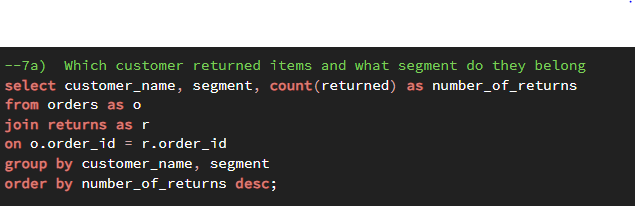 --7a)  Which customer returned items and what segment do they belong
select customer_name, segment, count(returned) as number_of_returns
from orders as o
join returns as r
on o.order_id = r.order_id
group by customer_name, segment
order by number_of_returns desc;